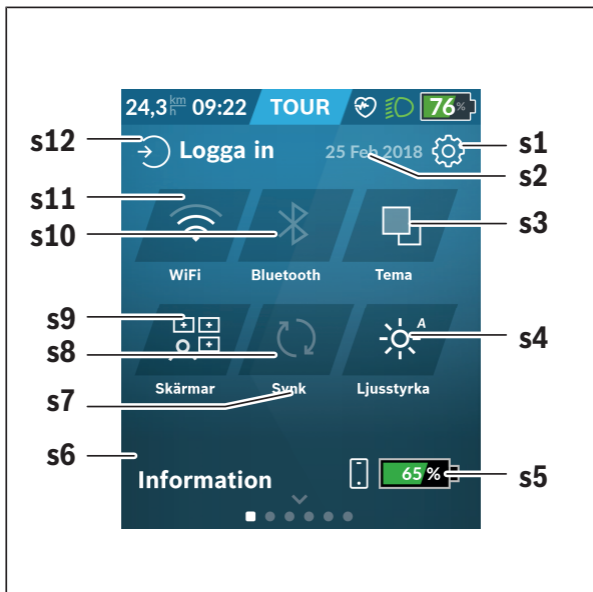 24,3 km/h 09:22 TOUR 76 %
s12 Logga in 25 Feb 2018 s1
s2
s11
s10
s3
WiFi Bluetooth Tema
s9
s8
A
s4
Skärmar Synk Ljusstyrka
s7
s6
Information 65 % s5